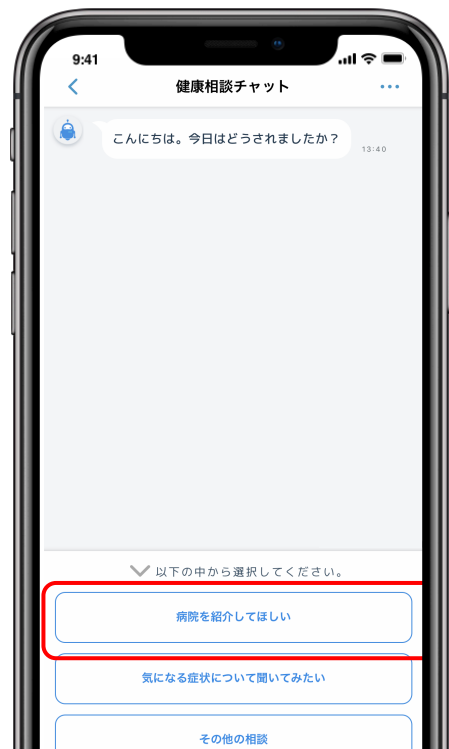 9:41
健康相談チャット
こんにちは。今日はどうされましたか？
13:40
以下の中から選択してください。
病院を紹介してほしい
気になる症状について聞いてみたい
その他の相談